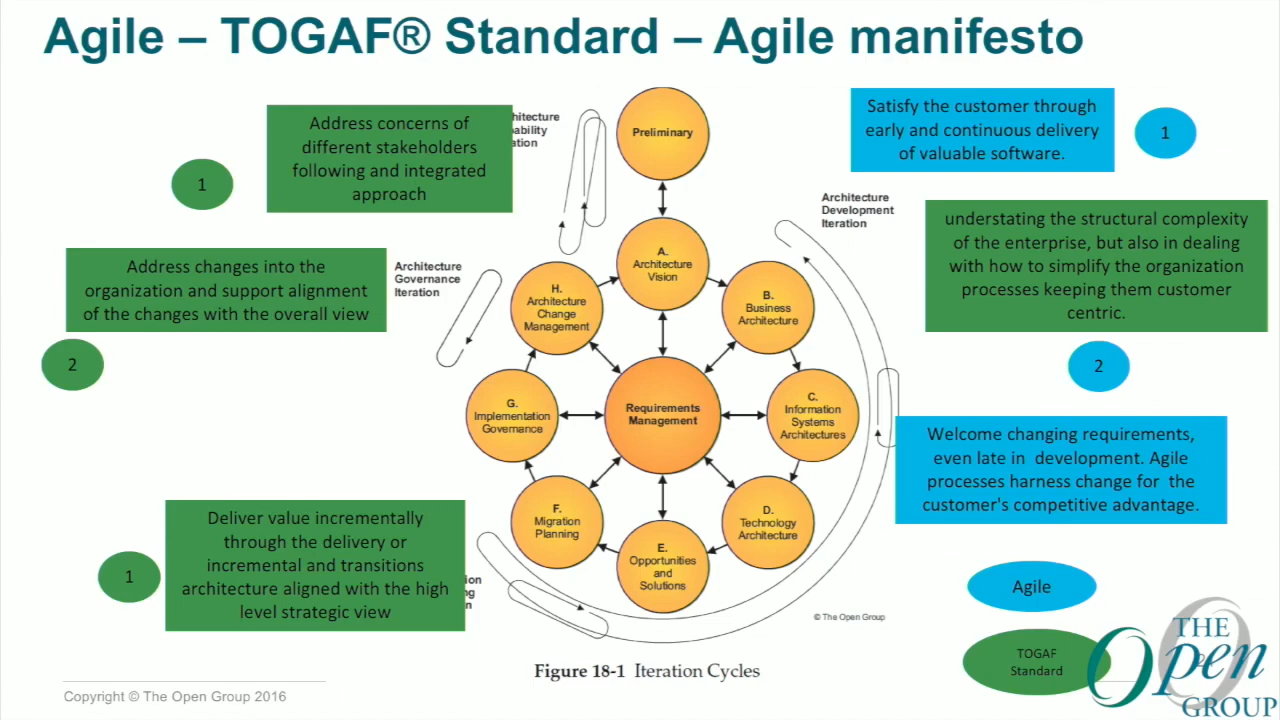 Agile – TOGAF® Standard – Agile manifesto
Address concerns of
different stakeholders
following and integrated
approach
1
Preliminary
Satisfy the customer through
early and continuous delivery
of valuable software.
1
Architecture
Development
Iteration
understating the structural complexity
of the enterprise, but also in dealing
with how to simplify the organization
processes keeping them customer
centric.
2
Address changes into the
organization and support alignment
of the changes with the overall view
2
Architecture
Governance
Iteration
A.
Architecture
Vision
H.
Architecture
Change
Management
B.
Business
Architecture
G.
Implementation
Governance
Requirements
Management
C.
Information
Systems
Architectures
Welcome changing requirements,
even late in development. Agile
processes harness change for the
customer's competitive advantage.
F.
Migration
Planning
D.
Technology
Architecture
E.
Opportunities
and
Solutions
Deliver value incrementally
through the delivery or
incremental and transitions
architecture aligned with the high
level strategic view
1
Agile
TOGAF
Standard
© The Open Group
Figure 18-1 Iteration Cycles
Copyright © The Open Group 2016
THE
Open
GROUP